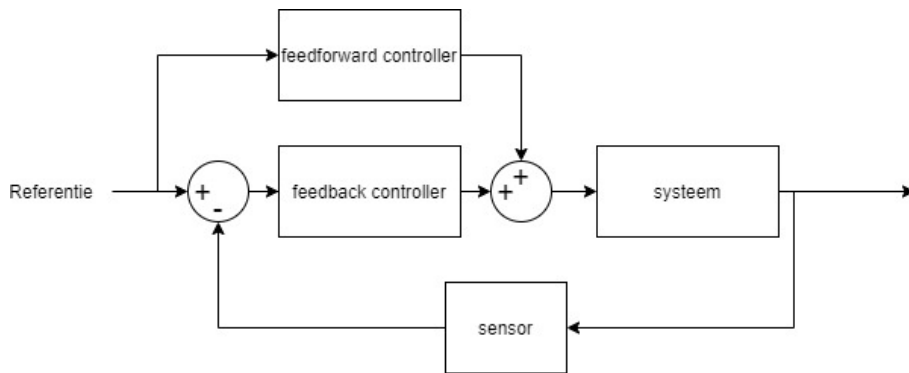 feedforward controller
Referentie
+
-
feedback controller
+
+
systeem
sensor